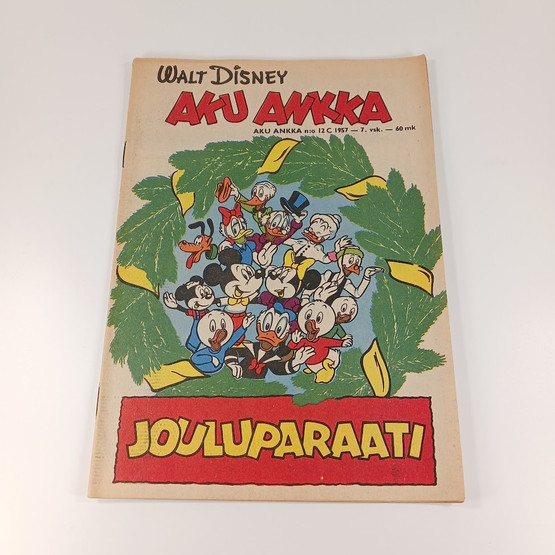 WALT DISNEY
AKU ANKKA
AKU ANKKA n:o 12 C 1957 — 7. vsk. — 60 mk
JOULUPARAATI